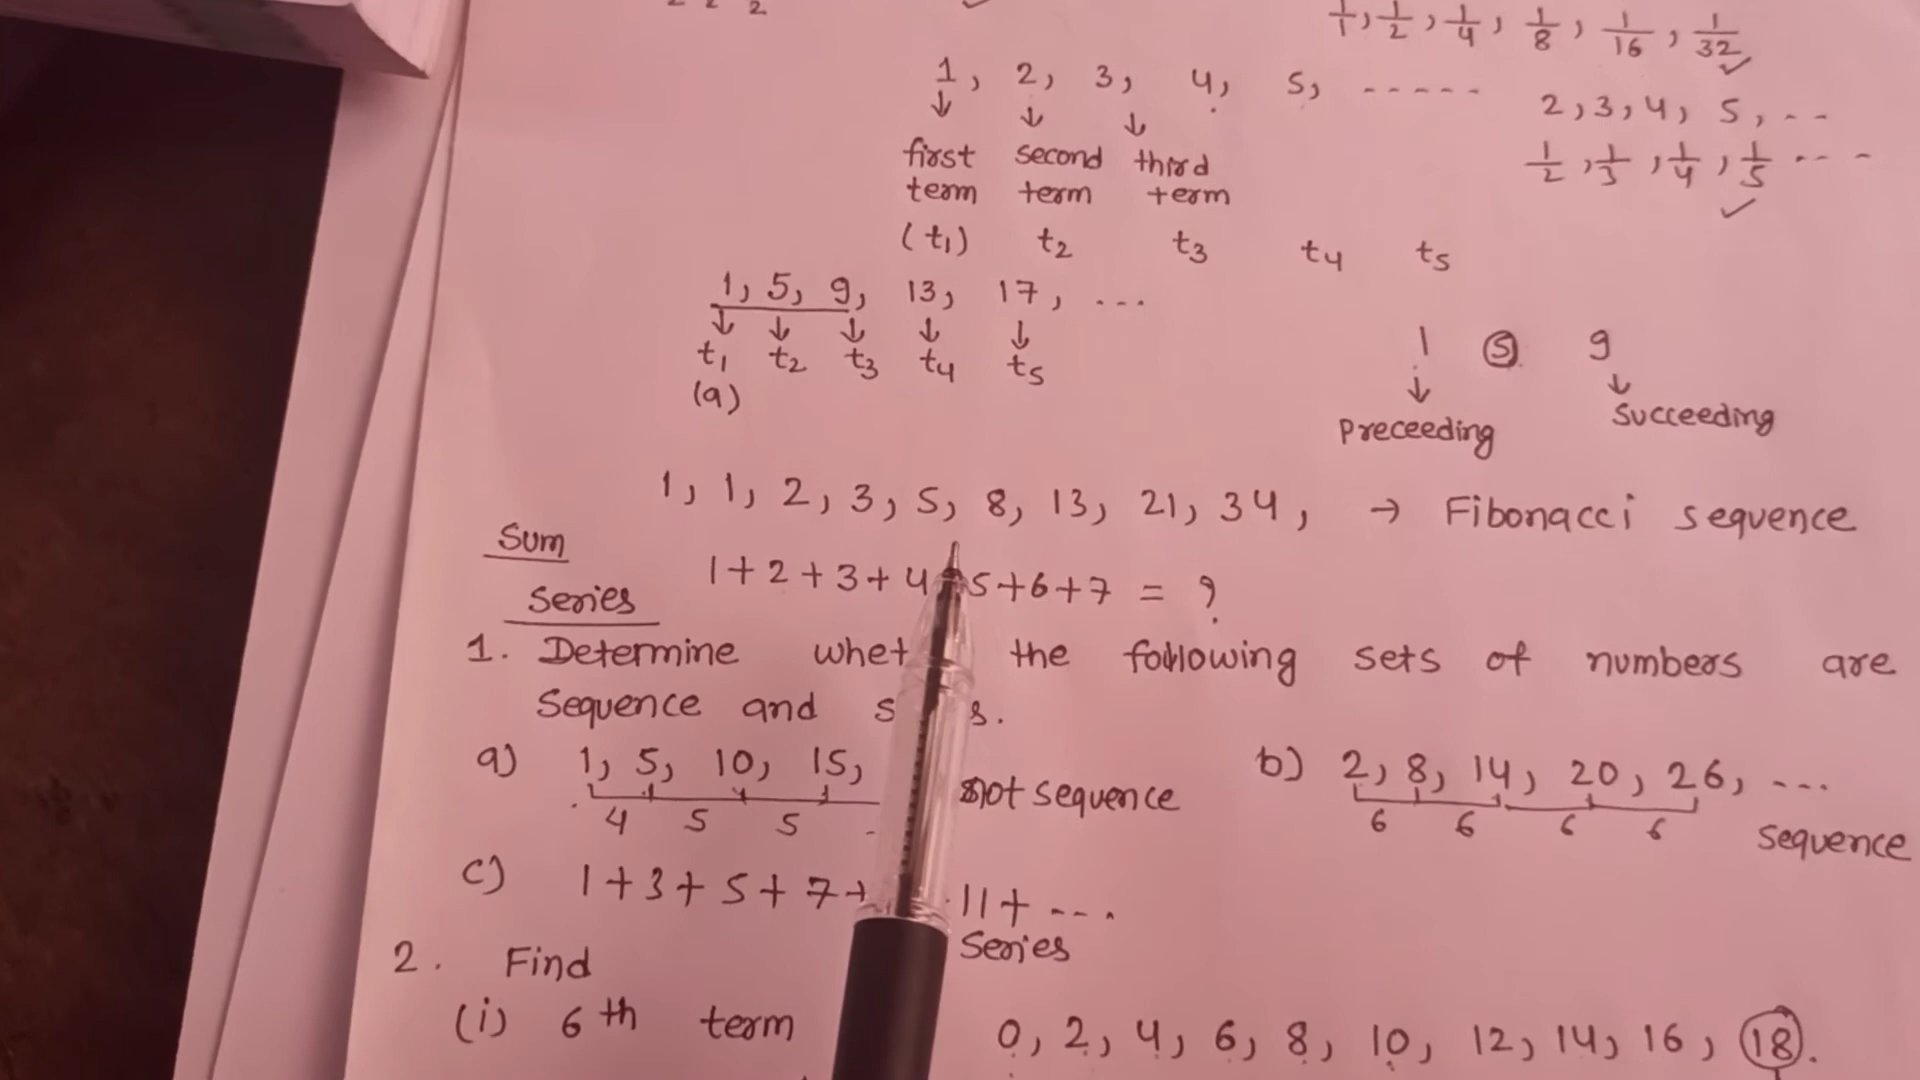 2 2 2
1/1, 1/2, 1/4, 1/8, 1/16, 1/32
1, 2, 3, 4, 5, -----
2, 3, 4, 5, --
first second third
1/2, 1/3, 1/4, 1/5 ---
term term term
(t1) t2 t3 t4 t5
1, 5, 9, 13, 17, ...
t1 t2 t3 t4 t5
1 5 9
(a)
Preceeding Succeeding
1, 1, 2, 3, 5, 8, 13, 21, 34, → Fibonacci sequence
Sum
1+2+3+4 5+6+7 = ?
Series
1. Determine whet the following sets of numbers are
Sequence and s s.
a) 1, 5, 10, 15, not sequence
4 5 5
b) 2, 8, 14, 20, 26, ...
6 6 6 6 Sequence
c) 1+3+5+7+ 11+ ---.
Series
2. Find
(i) 6th term 0, 2, 4, 6, 8, 10, 12, 14, 16, 18.